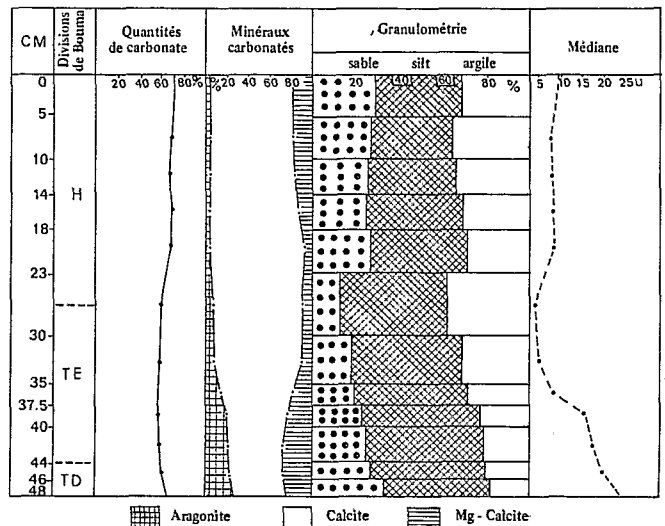 CM
Divisions de Bouma
Quantités de carbonate
Minéraux carbonatés
, Granulométrie
sable silt argile
Médiane
20 40 60 80%
% 20 60 80
20 40 60 80 %
5 10 15 20 25u
0
5
10
14
18
23
30
35
37.5
40
44
46
48
H
TE
TD
Aragonite Calcite Mg - Calcite